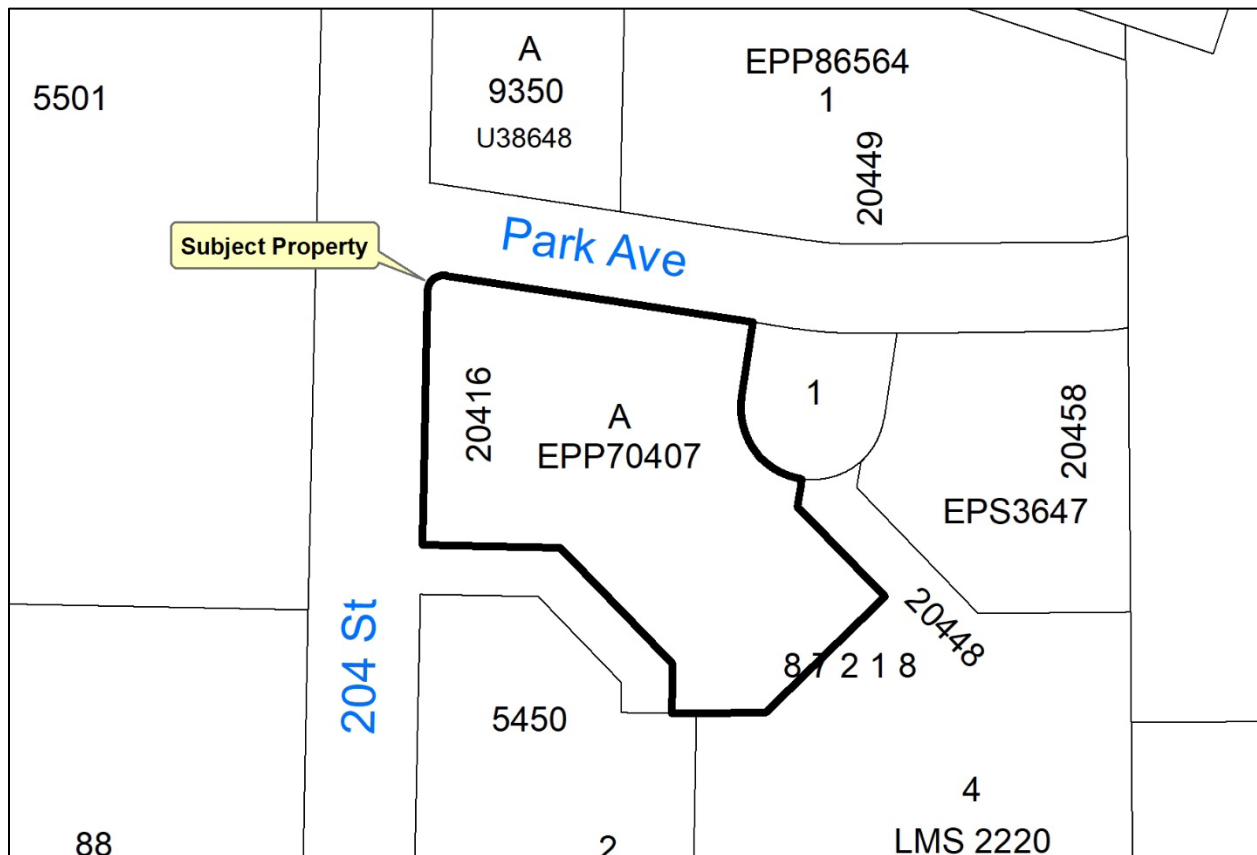 A
9350
U38648
EPP86564
1
20449
5501
Park Ave
Subject Property
20416
A
EPP70407
1
20458
EPS3647
20448
8 7 2 1 8
204 St
5450
4
LMS 2220
88
2